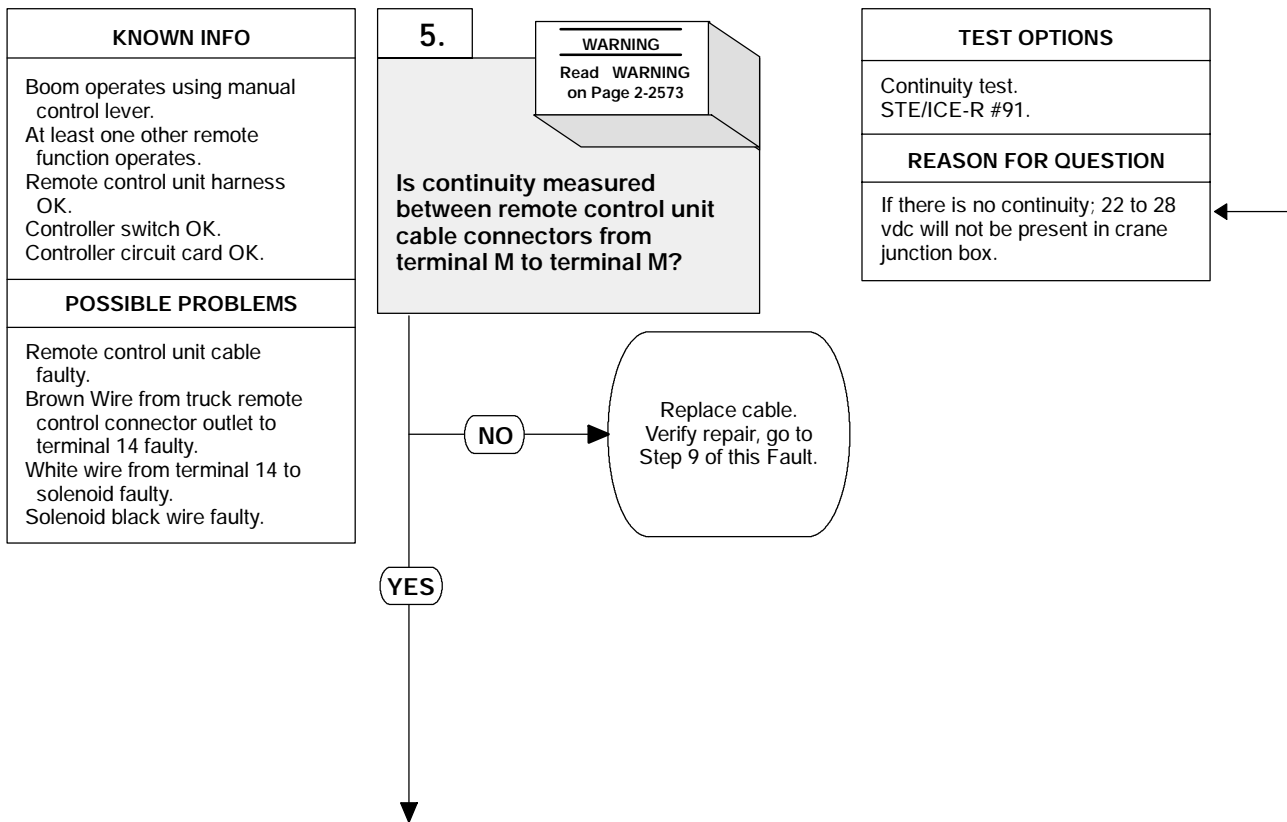 KNOWN INFO
Boom operates using manual
control lever.
At least one other remote
function operates.
Remote control unit harness
OK.
Controller switch OK.
Controller circuit card OK.
POSSIBLE PROBLEMS
Remote control unit cable
faulty.
Brown Wire from truck remote
control connector outlet to
terminal 14 faulty.
White wire from terminal 14 to
solenoid faulty.
Solenoid black wire faulty.
5.
WARNING
Read WARNING
on Page 2-2573
Is continuity measured
between remote control unit
cable connectors from
terminal M to terminal M?
NO
Replace cable.
Verify repair, go to
Step 9 of this Fault.
YES
TEST OPTIONS
Continuity test.
STE/ICE-R #91.
REASON FOR QUESTION
If there is no continuity; 22 to 28
vdc will not be present in crane
junction box.